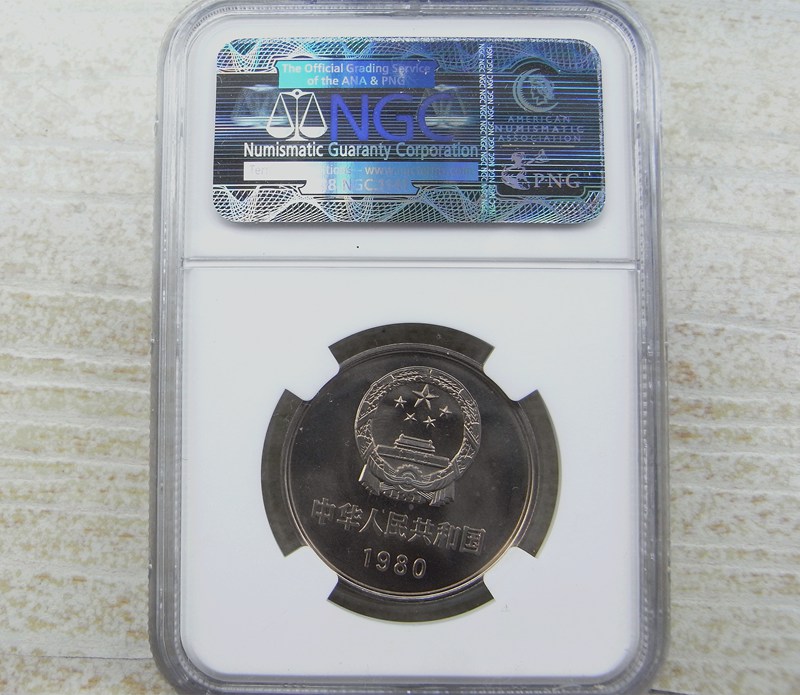 The Official Grading Service
of the ANA & PNG
NGC
Numismatic Guaranty Corporation
AMERICAN
NUMISMATIC
ASSOCIATION
PNG
中华人民共和国
1980